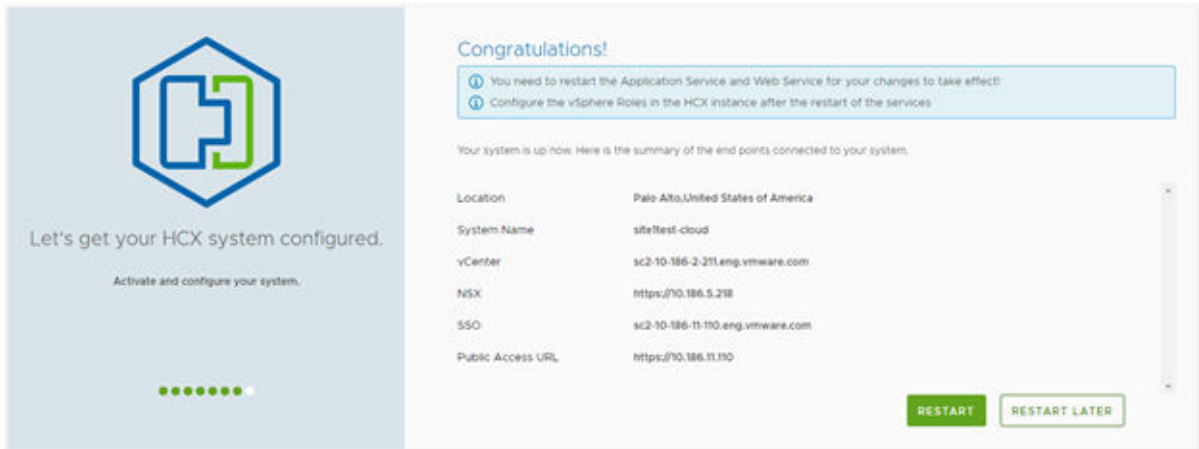 Congratulations!
You need to restart the Application Service and Web Service for your changes to take effect!
Configure the vSphere Roles in the HCX instance after the restart of the services
Your system is up now. Here is the summary of the end points connected to your system.
Let's get your HCX system configured.
Activate and configure your system.
Location Palo Alto,United States of America
System Name site1test-cloud
vCenter sc2-10-186-2-211.eng.vmware.com
NSX https://10.186.5.218
SSO sc2-10-186-11-110.eng.vmware.com
Public Access URL https://10.186.11.110
RESTART RESTART LATER